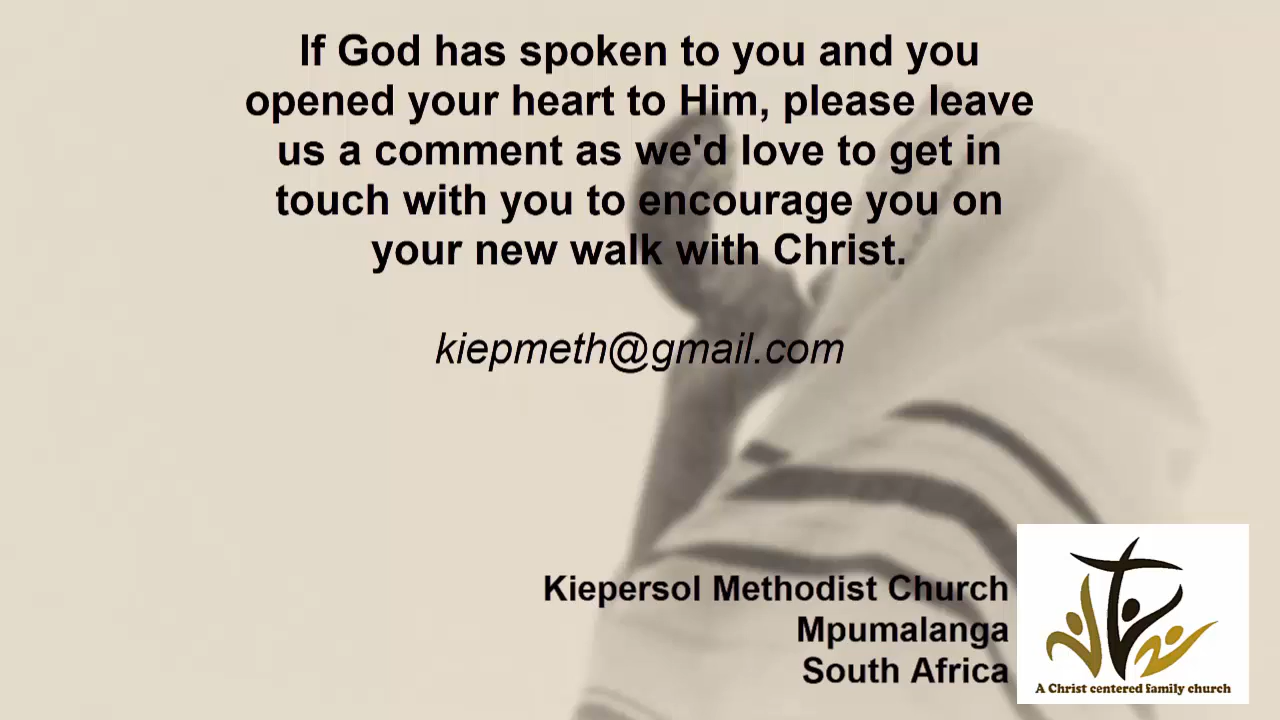 If God has spoken to you and you
opened your heart to Him, please leave
us a comment as we'd love to get in
touch with you to encourage you on
your new walk with Christ.
kiepmeth@gmail.com
Kiepersol Methodist Church
Mpumalanga
South Africa
A Christ centered family church